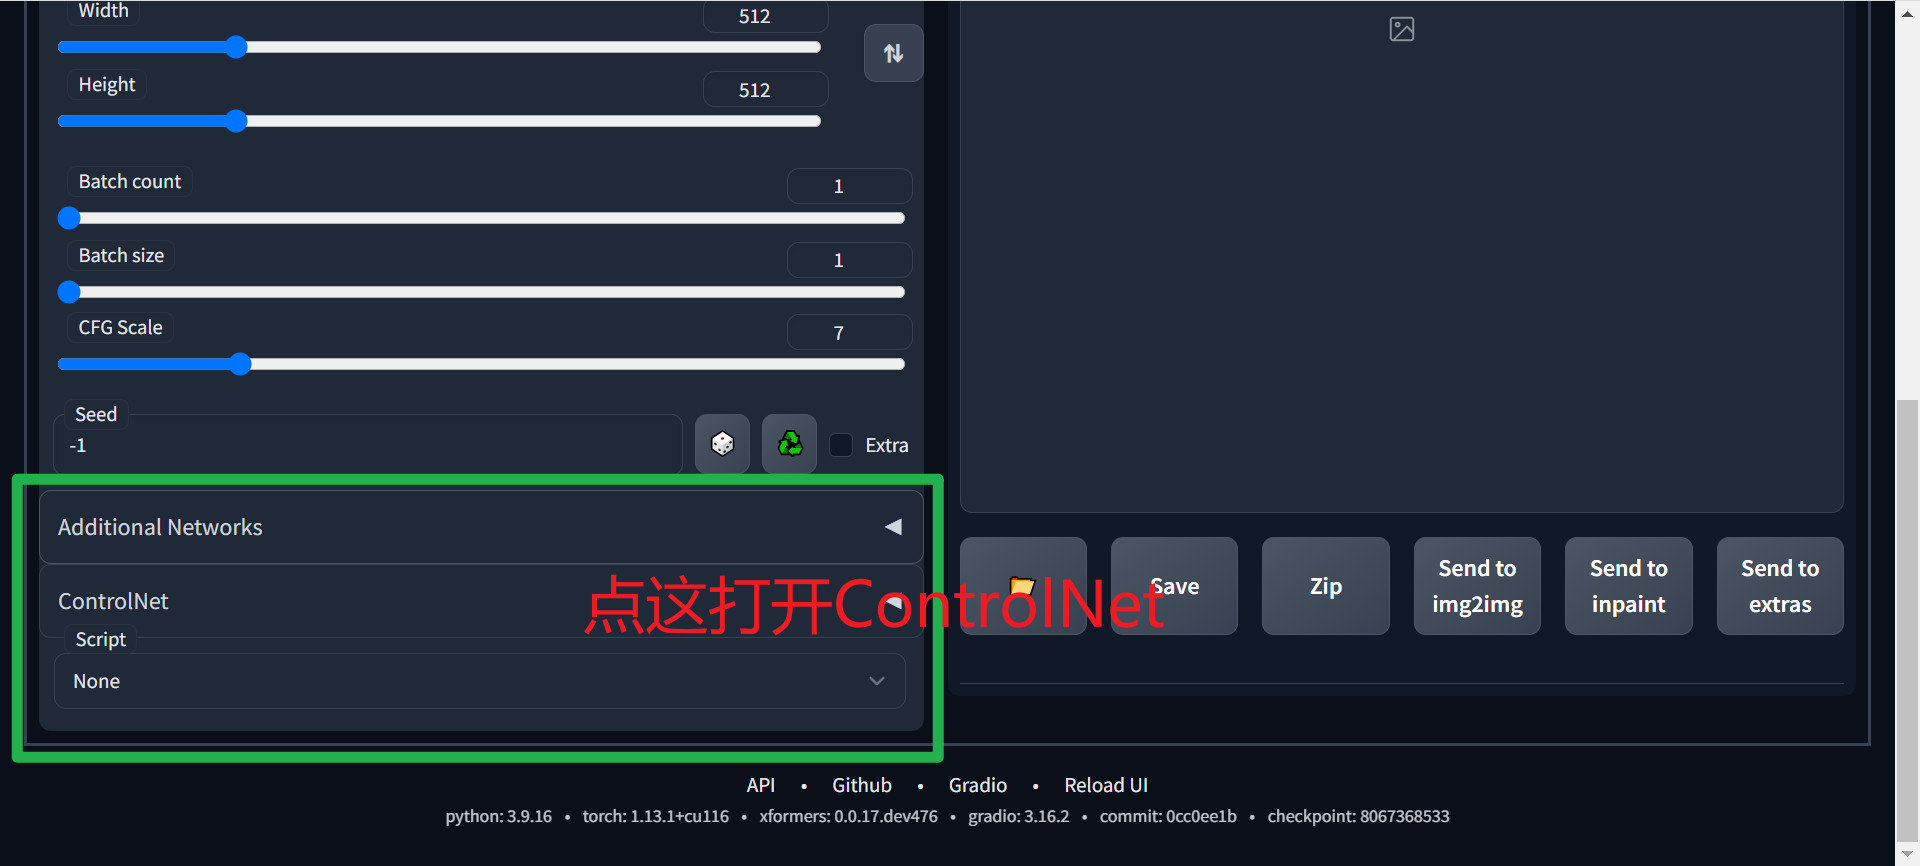 Width
512
Height
512
Batch count
1
Batch size
1
CFG Scale
7
Seed
-1
Extra
Additional Networks
ControlNet
点这打开ControlNet
Script
None
Save
Zip
Send to
img2img
Send to
inpaint
Send to
extras
API • Github • Gradio • Reload UI
python: 3.9.16 • torch: 1.13.1+cu116 • xformers: 0.0.17.dev476 • gradio: 3.16.2 • commit: 0cc0ee1b • checkpoint: 8067368533